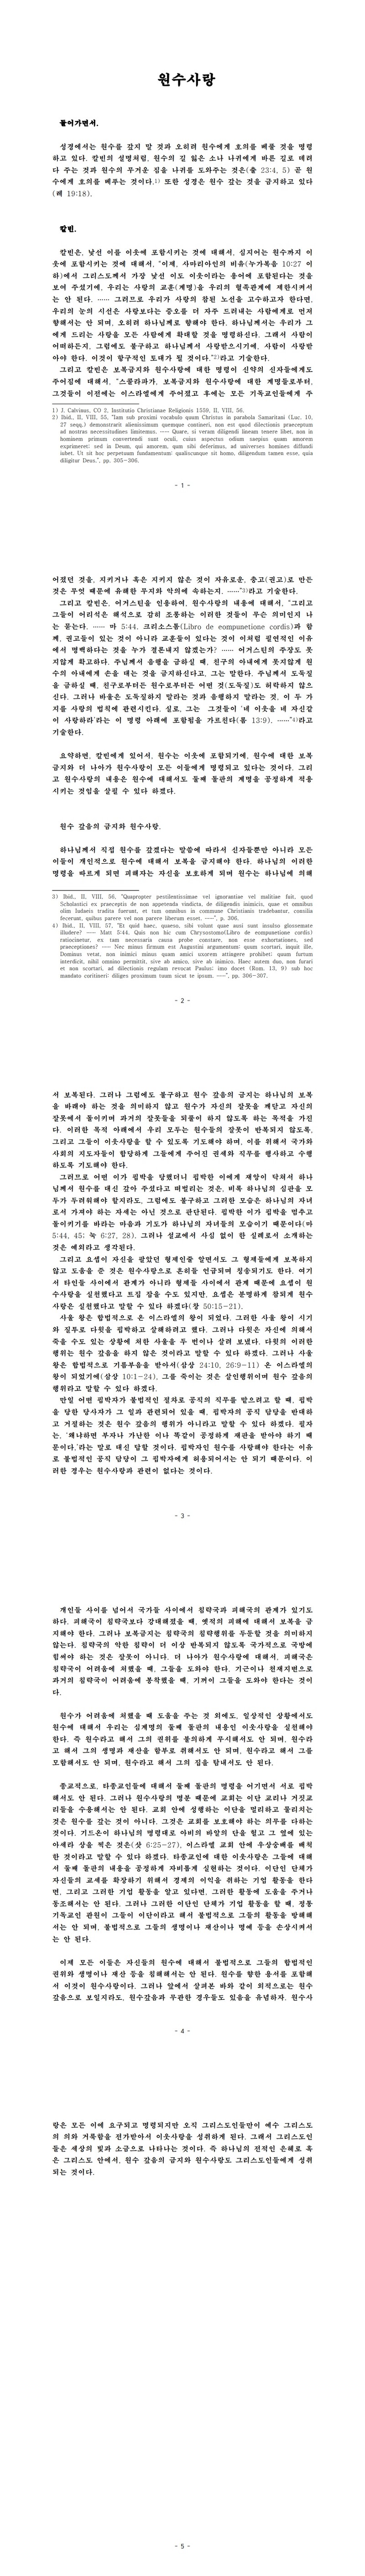 원수사랑
들어가면서.
성경에서는 원수를 갚지 말 것과 오히려 원수에게 호의를 베풀 것을 명령
하고 있다. 칼빈의 설명처럼, 원수의 길 잃은 소나 나귀에게 바른 길로 데려
다 주는 것과 원수의 무거운 짐을 나귀를 도와주는 것은(출 23:4, 5) 곧 원
수에게 호의를 베푸는 것이다.1) 또한 성경은 원수 갚는 것을 금지하고 있다
(레 19:18).
칼빈.
칼빈은, 낯선 이를 이웃에 포함시키는 것에 대해서, 심지어는 원수까지 이
웃에 포함시키는 것에 대해서, "이제, 사마리아인의 비유(누가복음 10:27 이
하)에서 그리스도께서 가장 낯선 이도 이웃이라는 용어에 포함된다는 것을
보여 주셨기에, 우리는 사랑의 교훈(계명)을 우리의 혈족관계에 제한시켜서
는 안 된다. …… 그러므로 우리가 사랑의 참된 노선을 고수하고자 한다면,
우리의 눈의 시선은 사랑보다는 증오를 더 자주 드러내는 사람에게로 먼저
향해서는 안 되며, 오히려 하나님께로 향해야 한다. 하나님께서는 우리가 그
에게 드리는 사랑을 모든 사람에게 확대할 것을 명령하신다. 그래서 사람이
어떠하든지, 그럼에도 불구하고 하나님께서 사랑받으시기에, 사람이 사랑받
아야 한다. 이것이 항구적인 토대가 될 것이다."2)라고 기술한다.
그리고 칼빈은 보복금지와 원수사랑에 대한 명령이 신약의 신자들에게도
주어짐에 대해서, "스콜라파가, 보복금지와 원수사랑에 대한 계명들로부터,
그것들이 이전에는 이스라엘에게 주어졌고 후에는 모든 기독교인들에게 주
1) J. Calvinus, CO 2, Institutio Christianae Religionis 1559, II, VIII, 56.
2) Ibid., II, VIII, 55, "Iam sub proximi vocabulo quum Christus in parabola Samaritani (Luc. 10,
27 seqq.) demonstrarit alienissimum quemque contineri, non est quod dilectionis praeceptum
ad nostras necessitudines limitemus. ---- Quare, si veram diligendi lineam tenere libet, non in
hominem primum convertendi sunt oculi, cuius aspectus odium saepius quam amorem
exprimeret: sed in Deum, qui amorem, quem sibi deferimus, ad universos homines diffundi
iubet. Ut sit hoc perpetuum fundamentum: qualiscunque sit homo, diligendum tamen esse, quia
diligitur Deus.", pp. 305-306.
- 1 -
어졌던 것을, 지키거나 혹은 지키지 않은 것이 자유로운, 충고(권고)로 만든
것은 무엇 때문에 유해한 무지와 악의에 속하는지. ……"3)라고 기술한다.
그리고 칼빈은, 어거스틴을 인용하여, 원수사랑의 내용에 대해서, "그리고
그들이 어리석은 해석으로 감히 조롱하는 이러한 것들이 무슨 의미인지 나
는 묻는다. …… 마 5:44. 크리소스톰(Libro de compunctione cordis)과 함
께, 권고들이 있는 것이 아니라 교훈들이 있다는 것이 이처럼 필연적인 이유
에서 명백하다는 것을 누가 결론내지 않겠는가? …… 어거스틴의 주장도 못
지않게 확고하다. 주님께서 음행을 금하실 때, 친구의 아내에게 못지않게 원
수의 아내에게 손을 대는 것을 금지하신다고, 그는 말한다. 주님께서 도둑질
을 금하실 때, 친구로부터든 원수로부터든 어떤 것(도둑질)도 허락하지 않으
신다. 그러나 바울은 도둑질하지 말라는 것과 음행하지 말라는 것, 이 두 가
지를 사랑의 법칙에 관련시킨다. 실로, 그는 그것들이 '네 이웃을 네 자신같
이 사랑하라'라는 이 명령 아래에 포함됨을 가르친다(롬 13:9). ……"4)라고
기술한다.
요약하면, 칼빈에게 있어서, 원수는 이웃에 포함되기에, 원수에 대한 보복
금지와 더 나아가 원수사랑이 모든 이들에게 명령되고 있다는 것이다. 그리
고 원수사랑의 내용은 원수에 대해서도 둘째 돌판의 계명을 공정하게 적용
시키는 것임을 살필 수 있다 하겠다.
원수 갚음의 금지와 원수사랑.
하나님께서 직접 원수를 갚겠다는 말씀에 따라서 신자들뿐만 아니라 모든
이들이 개인적으로 원수에 대해서 보복을 금지해야 한다. 하나님의 이러한
명령을 바르게 되면 피해자는 자신을 보호하게 되며 원수는 하나님에 의해
3) Ibid., II, VIII, 56, "Quapropter pestilentissimae vel ignorantiae vel malitiae fuit, quod
Scholastici ex praeceptis de non appetenda vindicta, de diligendis inimicis, quae et omnibus
olim Iudaeis tradita fuerant, et tum omnibus in commune Christianis tradebantur, consilia
fecerunt, quibus parere vel non parere liberum esset. ----", p. 306.
4) Ibid., II, VIII, 57, "Et quid haec, quaeso, sibi volunt quae ausi sunt insulso glossemate
illudere? ---- Matt 5:44. Quis non hic cum Chrysostomo(Libro de compunctione cordis)
ratiocinetur, ex tam necessaria causa probe constare, non esse exhortationes, sed
praeceptiones? ---- Nec minus firmum est Augustini argumentum: quum scortari, inquit ille,
Dominus vetat, non inimici minus quam amici uxorem attingere prohibet: quum furtum
interdicit, nihil omnino permittit, sive ab amico, sive ab inimico. Haec autem duo, non furari
et non scortari, ad dilectionis regulam revocat Paulus: imo docet (Rom. 13, 9) sub hoc
mandato contineri: diliges proximum tuum sicut te ipsum. ----", pp. 306-307.
- 2 -
서 보복된다. 그러나 그럼에도 불구하고 원수 갚음의 금지는 하나님의 보복
을 바래야 하는 것을 의미하지 않고 원수가 자신의 잘못을 깨닫고 자신의
잘못에서 돌이키며 과거의 잘못들을 되풀이 하지 않도록 하는 목적을 가진
다. 이러한 목적 아래에서 우리 모두는 원수들의 잘못이 반복되지 않도록,
그리고 그들이 이웃사랑을 할 수 있도록 기도해야 하며, 이를 위해서 국가와
사회의 지도자들이 합당하게 그들에게 주어진 권세와 직무를 행사하고 수행
하도록 기도해야 한다.
그러므로 어떤 이가 핍박을 당했더니 핍박한 이에게 재앙이 닥쳐서 하나
님께서 원수를 대신 갚아 주셨다고 떠벌리는 것은, 비록 하나님의 심판을 모
두가 두려워해야 할지라도, 그럼에도 불구하고 그러한 모습은 하나님의 자녀
로서 가져야 하는 자세는 아닌 것으로 판단된다. 핍박한 이가 핍박을 멈추고
돌이키기를 바라는 마음과 기도가 하나님의 자녀들의 모습이기 때문이다(마
5:44, 45; 눅 6:27, 28). 그러나 설교에서 사심 없이 한 실례로서 소개하는
것은 예외라고 생각된다.
그리고 요셉이 자신을 팔았던 형제인줄 알면서도 그 형제들에게 보복하지
않고 도움을 준 것은 원수사랑으로 흔히들 언급되며 칭송되기도 한다. 여기
서 타인들 사이에서 관계가 아니라 형제들 사이에서 관계 때문에 요셉이 원
수사랑을 실천했다고 트집 잡을 수도 있지만, 요셉은 분명하게 참되게 원수
사랑은 실천했다고 말할 수 있다 하겠다(창 50:15-21).
사울 왕은 합법적으로 온 이스라엘의 왕이 되었다. 그러한 사울 왕이 시기
와 질투로 다윗을 핍박하고 살해하려고 했다. 그러나 다윗은 자신에 의해서
죽을 수도 있는 상황에 처한 사울을 두 번이나 살려 보냈다. 다윗의 이러한
행위는 원수 갚음을 하지 않은 것이라고 말할 수 있다 하겠다. 그러나 사울
왕은 합법적으로 기름부음을 받아서(삼상 24:10, 26:9-11) 온 이스라엘의
왕이 되었기에(삼상 10:1-24), 그를 죽이는 것은 살인행위이며 원수 갚음의
행위라고 말할 수 있다 하겠다.
만일 어떤 핍박자가 불법적인 절차로 공직의 직무를 맡으려고 할 때, 핍박
을 당한 당사자가 그 일과 관련되어 있을 때, 핍박자의 공직 담당을 반대하
고 거절하는 것은 원수 갚음의 행위가 아니라고 말할 수 있다 하겠다. 필자
는, '왜냐하면 부자나 가난한 이나 똑같이 공정하게 재판을 받아야 하기 때
문이다.'라는 말로 대신 답할 것이다. 핍박자인 원수를 사랑해야 한다는 이유
로 불법적인 공직 담당이 그 핍박자에게 허용되어서는 안 되기 때문이다. 이
러한 경우는 원수사랑과 관련이 없다는 것이다.
- 3 -
개인들 사이를 넘어서 국가들 사이에서 침략국과 피해국의 관계가 있기도
하다. 피해국이 침략국보다 강대해졌을 때, 옛적의 피해에 대해서 보복을 금
지해야 한다. 그러나 보복금지는 침략국의 침략행위를 두둔할 것을 의미하지
않는다. 침략국의 악한 침략이 더 이상 반복되지 않도록 국가적으로 국방에
힘써야 하는 것은 잘못이 아니다. 더 나아가 원수사랑에 대해서, 피해국은
침략국이 어려움에 처했을 때, 그들을 도와야 한다. 기근이나 천재지변으로
과거의 침략국이 어려움에 봉착했을 때, 기꺼이 그들을 도와야 한다는 것이
다.
원수가 어려움에 처했을 때 도움을 주는 것 외에도, 일상적인 상황에서도
원수에 대해서 우리는 십계명의 둘째 돌판의 내용인 이웃사랑을 실천해야
한다. 즉 원수라고 해서 그의 권위를 불의하게 무시해서도 안 되며, 원수라
고 해서 그의 생명과 재산을 함부로 취해서도 안 되며, 원수라고 해서 그를
모함해서도 안 되며, 원수라고 해서 그의 집을 탐내서도 안 된다.
종교적으로, 타종교인들에 대해서 둘째 돌판의 명령을 어기면서 서로 핍박
해서도 안 된다. 그러나 원수사랑의 명분 때문에 교회는 이단 교리나 거짓교
리들을 수용해서는 안 된다. 교회 안에 성행하는 이단을 멀리하고 물리치는
것은 원수를 갚는 것이 아니다. 그것은 교회를 보호해야 하는 의무를 다하는
것이다. 기드온이 하나님의 명령대로 아비의 바알의 단을 헐고 그 곁에 있는
아세라 상을 찍은 것은(삿 6:25-27), 이스라엘 교회 안에 우상숭배를 배척
한 것이라고 말할 수 있다 하겠다. 타종교인에 대한 이웃사랑은 그들에 대해
서 둘째 돌판의 내용을 공정하게 자비롭게 실현하는 것이다. 이단인 단체가
자신들의 교세를 확장하기 위해서 경제의 이익을 취하는 기업 활동을 한다
면, 그리고 그러한 기업 활동을 알고 있다면, 그러한 활동에 도움을 주거나
동조해서는 안 된다. 그러나 그러한 이단인 단체가 기업 활동을 할 때, 정통
기독교인 관원이 그들이 이단이라고 해서 불법적으로 그들의 활동을 방해해
서는 안 되며, 불법적으로 그들의 생명이나 재산이나 명예 등을 손상시켜서
는 안 된다.
이제 모든 이들은 자신들의 원수에 대해서 불법적으로 그들의 합법적인
권위와 생명이나 재산 등을 침해해서는 안 된다. 원수를 향한 용서를 포함해
서 이것이 원수사랑이다. 그러나 앞에서 살펴본 바와 같이 외적으로는 원수
갚음으로 보일지라도, 원수갚음과 무관한 경우들도 있음을 유념하자. 원수사
- 4 -
랑은 모든 이에 요구되고 명령되지만 오직 그리스도인들만이 예수 그리스도
의 의와 거룩함을 전가받아서 이웃사랑을 성취하게 된다. 그래서 그리스도인
들은 세상의 빛과 소금으로 나타나는 것이다. 즉 하나님의 전적인 은혜로 혹
은 그리스도 안에서, 원수 갚음의 금지와 원수사랑도 그리스도인들에게 성취
되는 것이다.
- 5 -